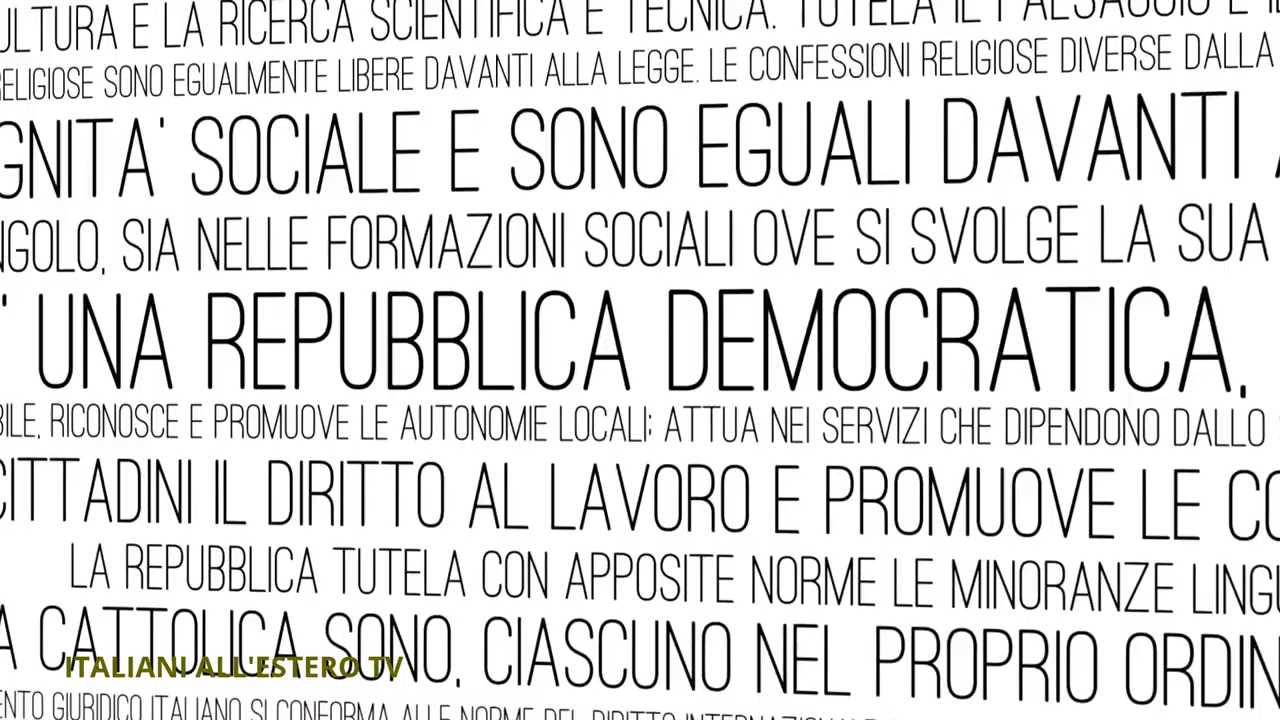 ULTURA E LA RICERCA SCIENTIFICA E TECNICA. TUTELA IL PAESAGGIO E IL
RELIGIOSE SONO EGUALMENTE LIBERE DAVANTI ALLA LEGGE. LE CONFESSIONI RELIGIOSE DIVERSE DALLA
GNITA' SOCIALE E SONO EGUALI DAVANTI
NGOLO, SIA NELLE FORMAZIONI SOCIALI OVE SI SVOLGE LA SUA
' UNA REPUBBLICA DEMOCRATICA,
BILE, RICONOSCE E PROMUOVE LE AUTONOMIE LOCALI; ATTUA NEI SERVIZI CHE DIPENDONO DALLO
CITTADINI IL DIRITTO AL LAVORO E PROMUOVE LE CO
LA REPUBBLICA TUTELA CON APPOSITE NORME LE MINORANZE LINGU
A CATTOLICA SONO, CIASCUNO NEL PROPRIO ORDIN
ITALIANI ALL'ESTERO TV
ENTO GIURIDICO ITALIANO SI CONFORMA ALLE NORME DEL DIRITTO INTERNAZIONALE